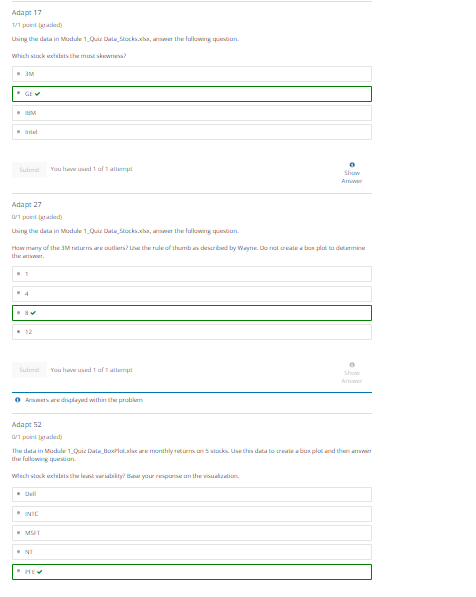 Adapt 17
1/1 point (graded)
Using the data in Module 1_Quiz Data_Stocks.xlsx, answer the following question.
Which stock exhibits the most skewness?
3M
GE
IBM
Intel
Submit
You have used 1 of 1 attempt
Show
Answer
Adapt 27
0/1 point (graded)
Using the data in Module 1_Quiz Data_Stocks.xlsx, answer the following question.
How many of the 3M returns are outliers? Use the rule of thumb as described by Wayne. Do not create a box plot to determine
the answer.
1
4
8
12
Submit
You have used 1 of 1 attempt
Show
Answer
Answers are displayed within the problem
Adapt 52
0/1 point (graded)
The data in Module 1_Quiz Data_BoxPlot.xlsx are monthly returns on 5 stocks. Use this data to create a box plot and then answer
the following question.
Which stock exhibits the least variability? Base your response on the visualization.
Dell
INTC
MSFT
NT
PFE